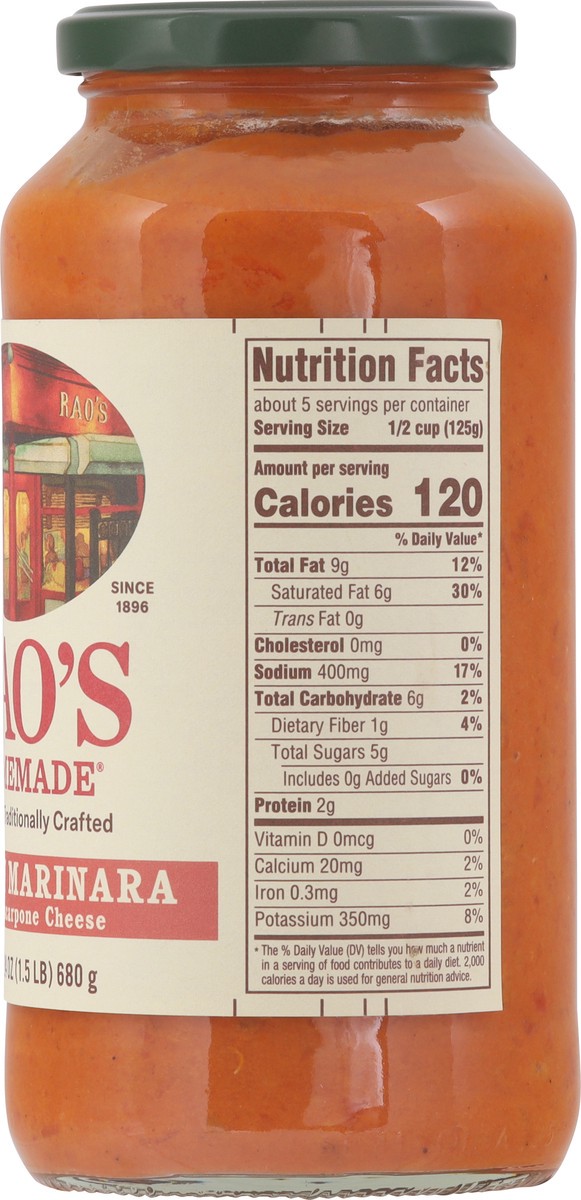 RAO'S
SINCE
1896
AO'S
EMADE®
Traditionally Crafted
MARINARA
Cheese
(1.5 LB) 680 g
Nutrition Facts
about 5 servings per container
Serving Size 1/2 cup (125g)
Amount per serving
Calories 120
% Daily Value*
Total Fat 9g 12%
Saturated Fat 6g 30%
Trans Fat 0g
Cholesterol 0mg 0%
Sodium 400mg 17%
Total Carbohydrate 6g 2%
Dietary Fiber 1g 4%
Total Sugars 5g
Includes 0g Added Sugars 0%
Protein 2g
Vitamin D 0mcg 0%
Calcium 20mg 2%
Iron 0.3mg 2%
Potassium 350mg 8%
* The % Daily Value (DV) tells you how much a nutrient
in a serving of food contributes to a daily diet. 2,000
calories a day is used for general nutrition advice.